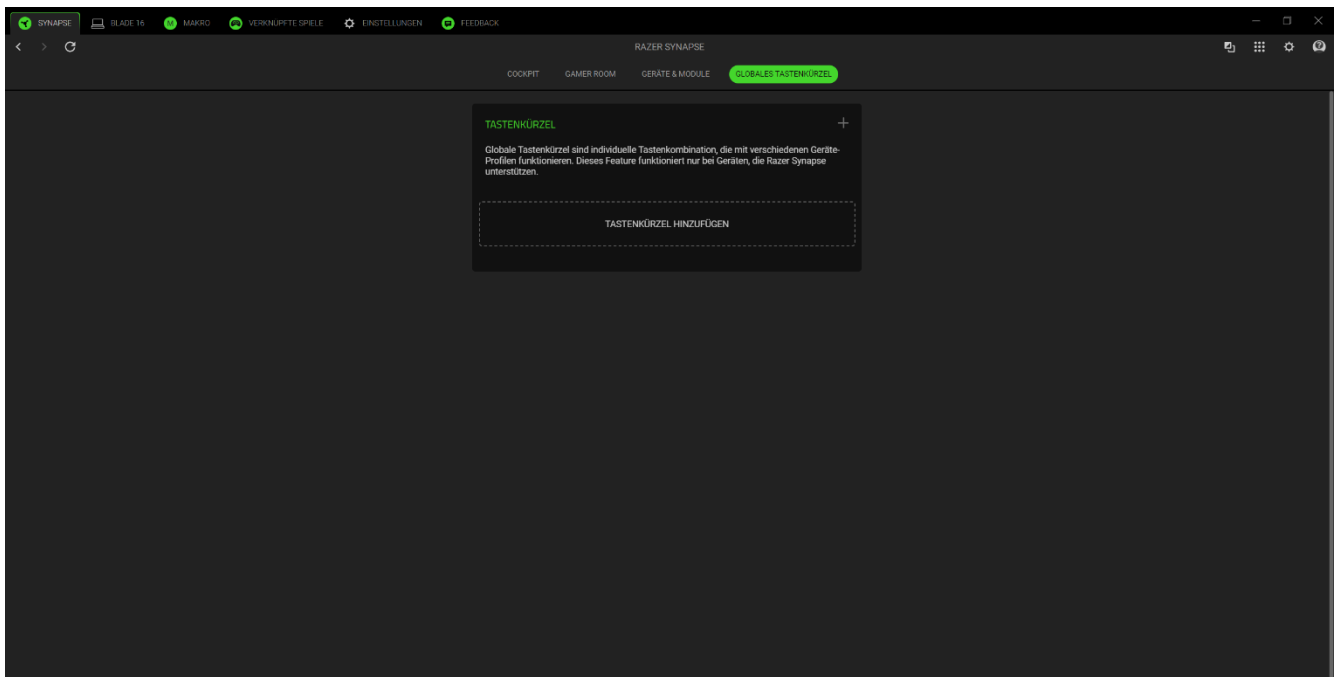 SYNAPSE BLADE 16 MAKRO VERKNÜPFTE SPIELE EINSTELLUNGEN FEEDBACK
RAZER SYNAPSE
COCKPIT GAMER ROOM GERÄTE & MODULE GLOBALES TASTENKÜRZEL
TASTENKÜRZEL
Globale Tastenkürzel sind individuelle Tastenkombination, die mit verschiedenen Geräte-
Profilen funktionieren. Dieses Feature funktioniert nur bei Geräten, die Razer Synapse
unterstützen.
TASTENKÜRZEL HINZUFÜGEN